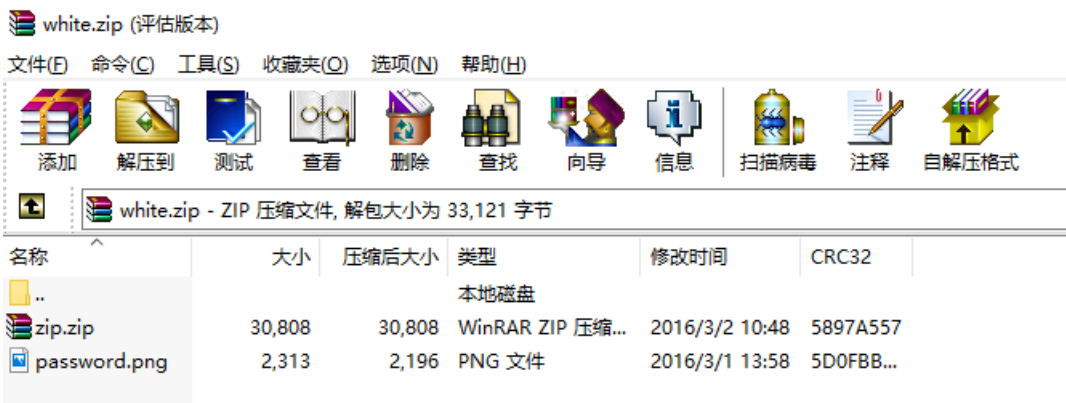 white.zip (评估版本)
文件(F) 命令(C) 工具(S) 收藏夹(O) 选项(N) 帮助(H)
添加 解压到 测试 查看 删除 查找 向导 信息 扫描病毒 注释 自解压格式
white.zip - ZIP 压缩文件, 解包大小为 33,121 字节
名称 大小 压缩后大小 类型 修改时间 CRC32
.. 本地磁盘
zip.zip 30,808 30,808 WinRAR ZIP 压缩... 2016/3/2 10:48 5897A557
password.png 2,313 2,196 PNG 文件 2016/3/1 13:58 5D0FBB...